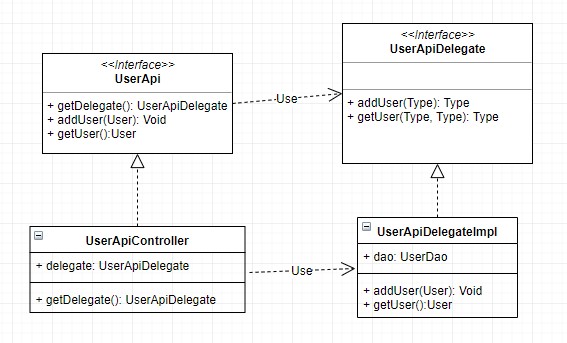 <<Interface>>
UserApi
+ getDelegate(): UserApiDelegate
+ addUser(User): Void
+ getUser():User
Use
<<Interface>>
UserApiDelegate
+ addUser(Type): Type
+ getUser(Type, Type): Type
UserApiController
+ delegate: UserApiDelegate
+ getDelegate(): UserApiDelegate
Use
UserApiDelegateImpl
+ dao: UserDao
+ addUser(User): Void
+ getUser():User